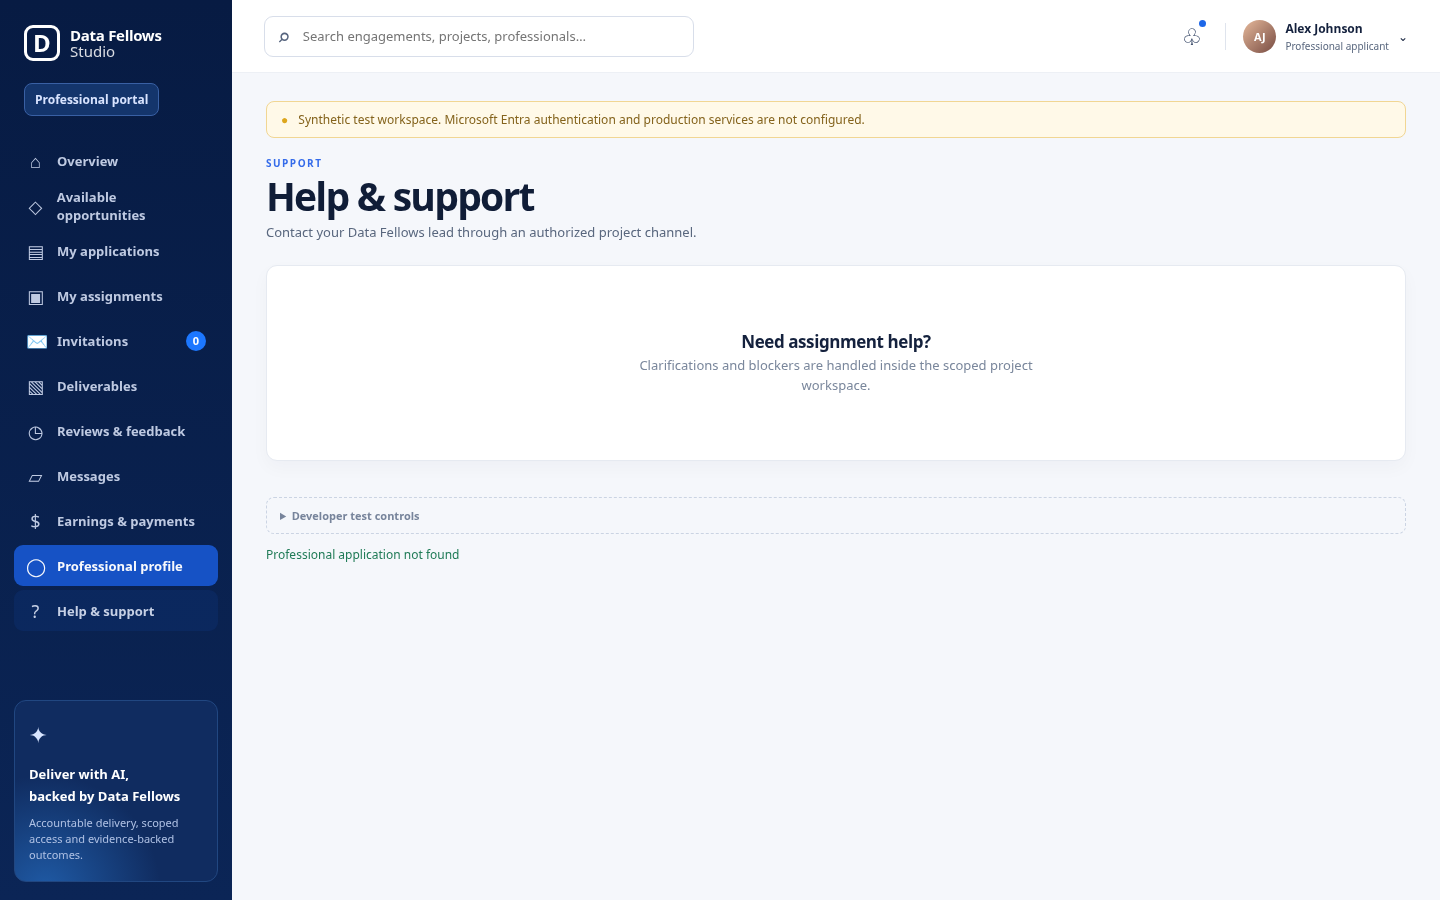 D
Data Fellows
Studio
Professional portal
Overview
Available
opportunities
My applications
My assignments
Invitations
0
Deliverables
Reviews & feedback
Messages
$ Earnings & payments
Professional profile
? Help & support
Deliver with AI,
backed by Data Fellows
Accountable delivery, scoped
access and evidence-backed
outcomes.
Search engagements, projects, professionals...
AJ
Alex Johnson
Professional applicant
Synthetic test workspace. Microsoft Entra authentication and production services are not configured.
SUPPORT
Help & support
Contact your Data Fellows lead through an authorized project channel.
Need assignment help?
Clarifications and blockers are handled inside the scoped project
workspace.
Developer test controls
Professional application not found